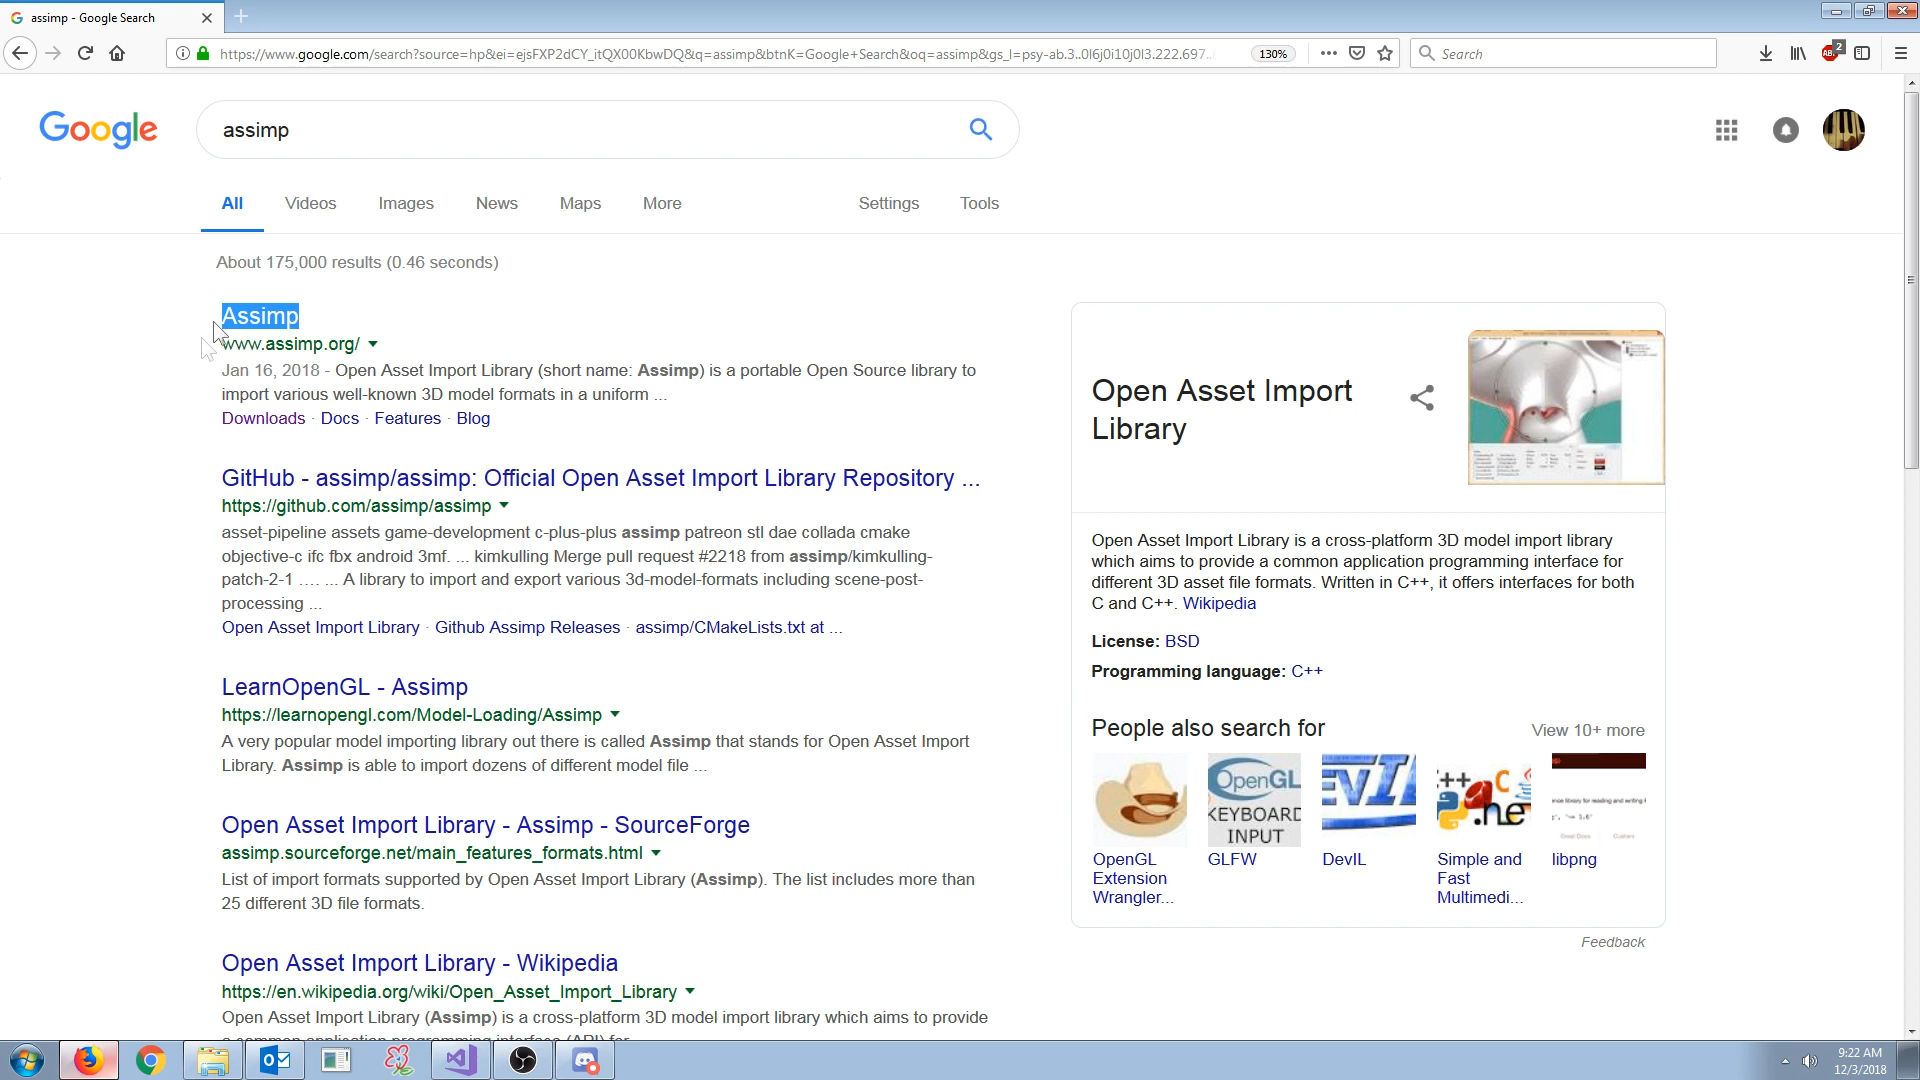 assimp - Google Search
https://www.google.com/search?source=hp&ei=ejsFXP2dCY_itQX00KbwDQ&q=assimp&btnK=Google+Search&oq=assimp&gs_l=psy-ab.3..0l6j0i10j0l3.222.697..
130%
Search
2
Google
assimp
All
Videos
Images
News
Maps
More
Settings
Tools
About 175,000 results (0.46 seconds)
Assimp
www.assimp.org/
Jan 16, 2018 - Open Asset Import Library (short name: Assimp) is a portable Open Source library to
import various well-known 3D model formats in a uniform ...
Downloads · Docs · Features · Blog
GitHub - assimp/assimp: Official Open Asset Import Library Repository ...
https://github.com/assimp/assimp
asset-pipeline assets game-development c-plus-plus assimp patreon stl dae collada cmake
objective-c ifc fbx android 3mf. ... kimkulling Merge pull request #2218 from assimp/kimkulling-
patch-2-1 .... ... A library to import and export various 3d-model-formats including scene-post-
processing ...
Open Asset Import Library · Github Assimp Releases · assimp/CMakeLists.txt at ...
LearnOpenGL - Assimp
https://learnopengl.com/Model-Loading/Assimp
A very popular model importing library out there is called Assimp that stands for Open Asset Import
Library. Assimp is able to import dozens of different model file ...
Open Asset Import Library - Assimp - SourceForge
assimp.sourceforge.net/main_features_formats.html
List of import formats supported by Open Asset Import Library (Assimp). The list includes more than
25 different 3D file formats.
Open Asset Import Library - Wikipedia
https://en.wikipedia.org/wiki/Open_Asset_Import_Library
Open Asset Import Library (Assimp) is a cross-platform 3D model import library which aims to provide
Open Asset Import
Library
Open Asset Import Library is a cross-platform 3D model import library
which aims to provide a common application programming interface for
different 3D asset file formats. Written in C++, it offers interfaces for both
C and C++. Wikipedia
License: BSD
Programming language: C++
People also search for
View 10+ more
OpenGL
KEYBOARD
INPUT
OpenGL
Extension
Wrangler...
GLFW
DevIL
Simple and
Fast
Multimedi...
libpng
Feedback
9:22 AM
12/3/2018